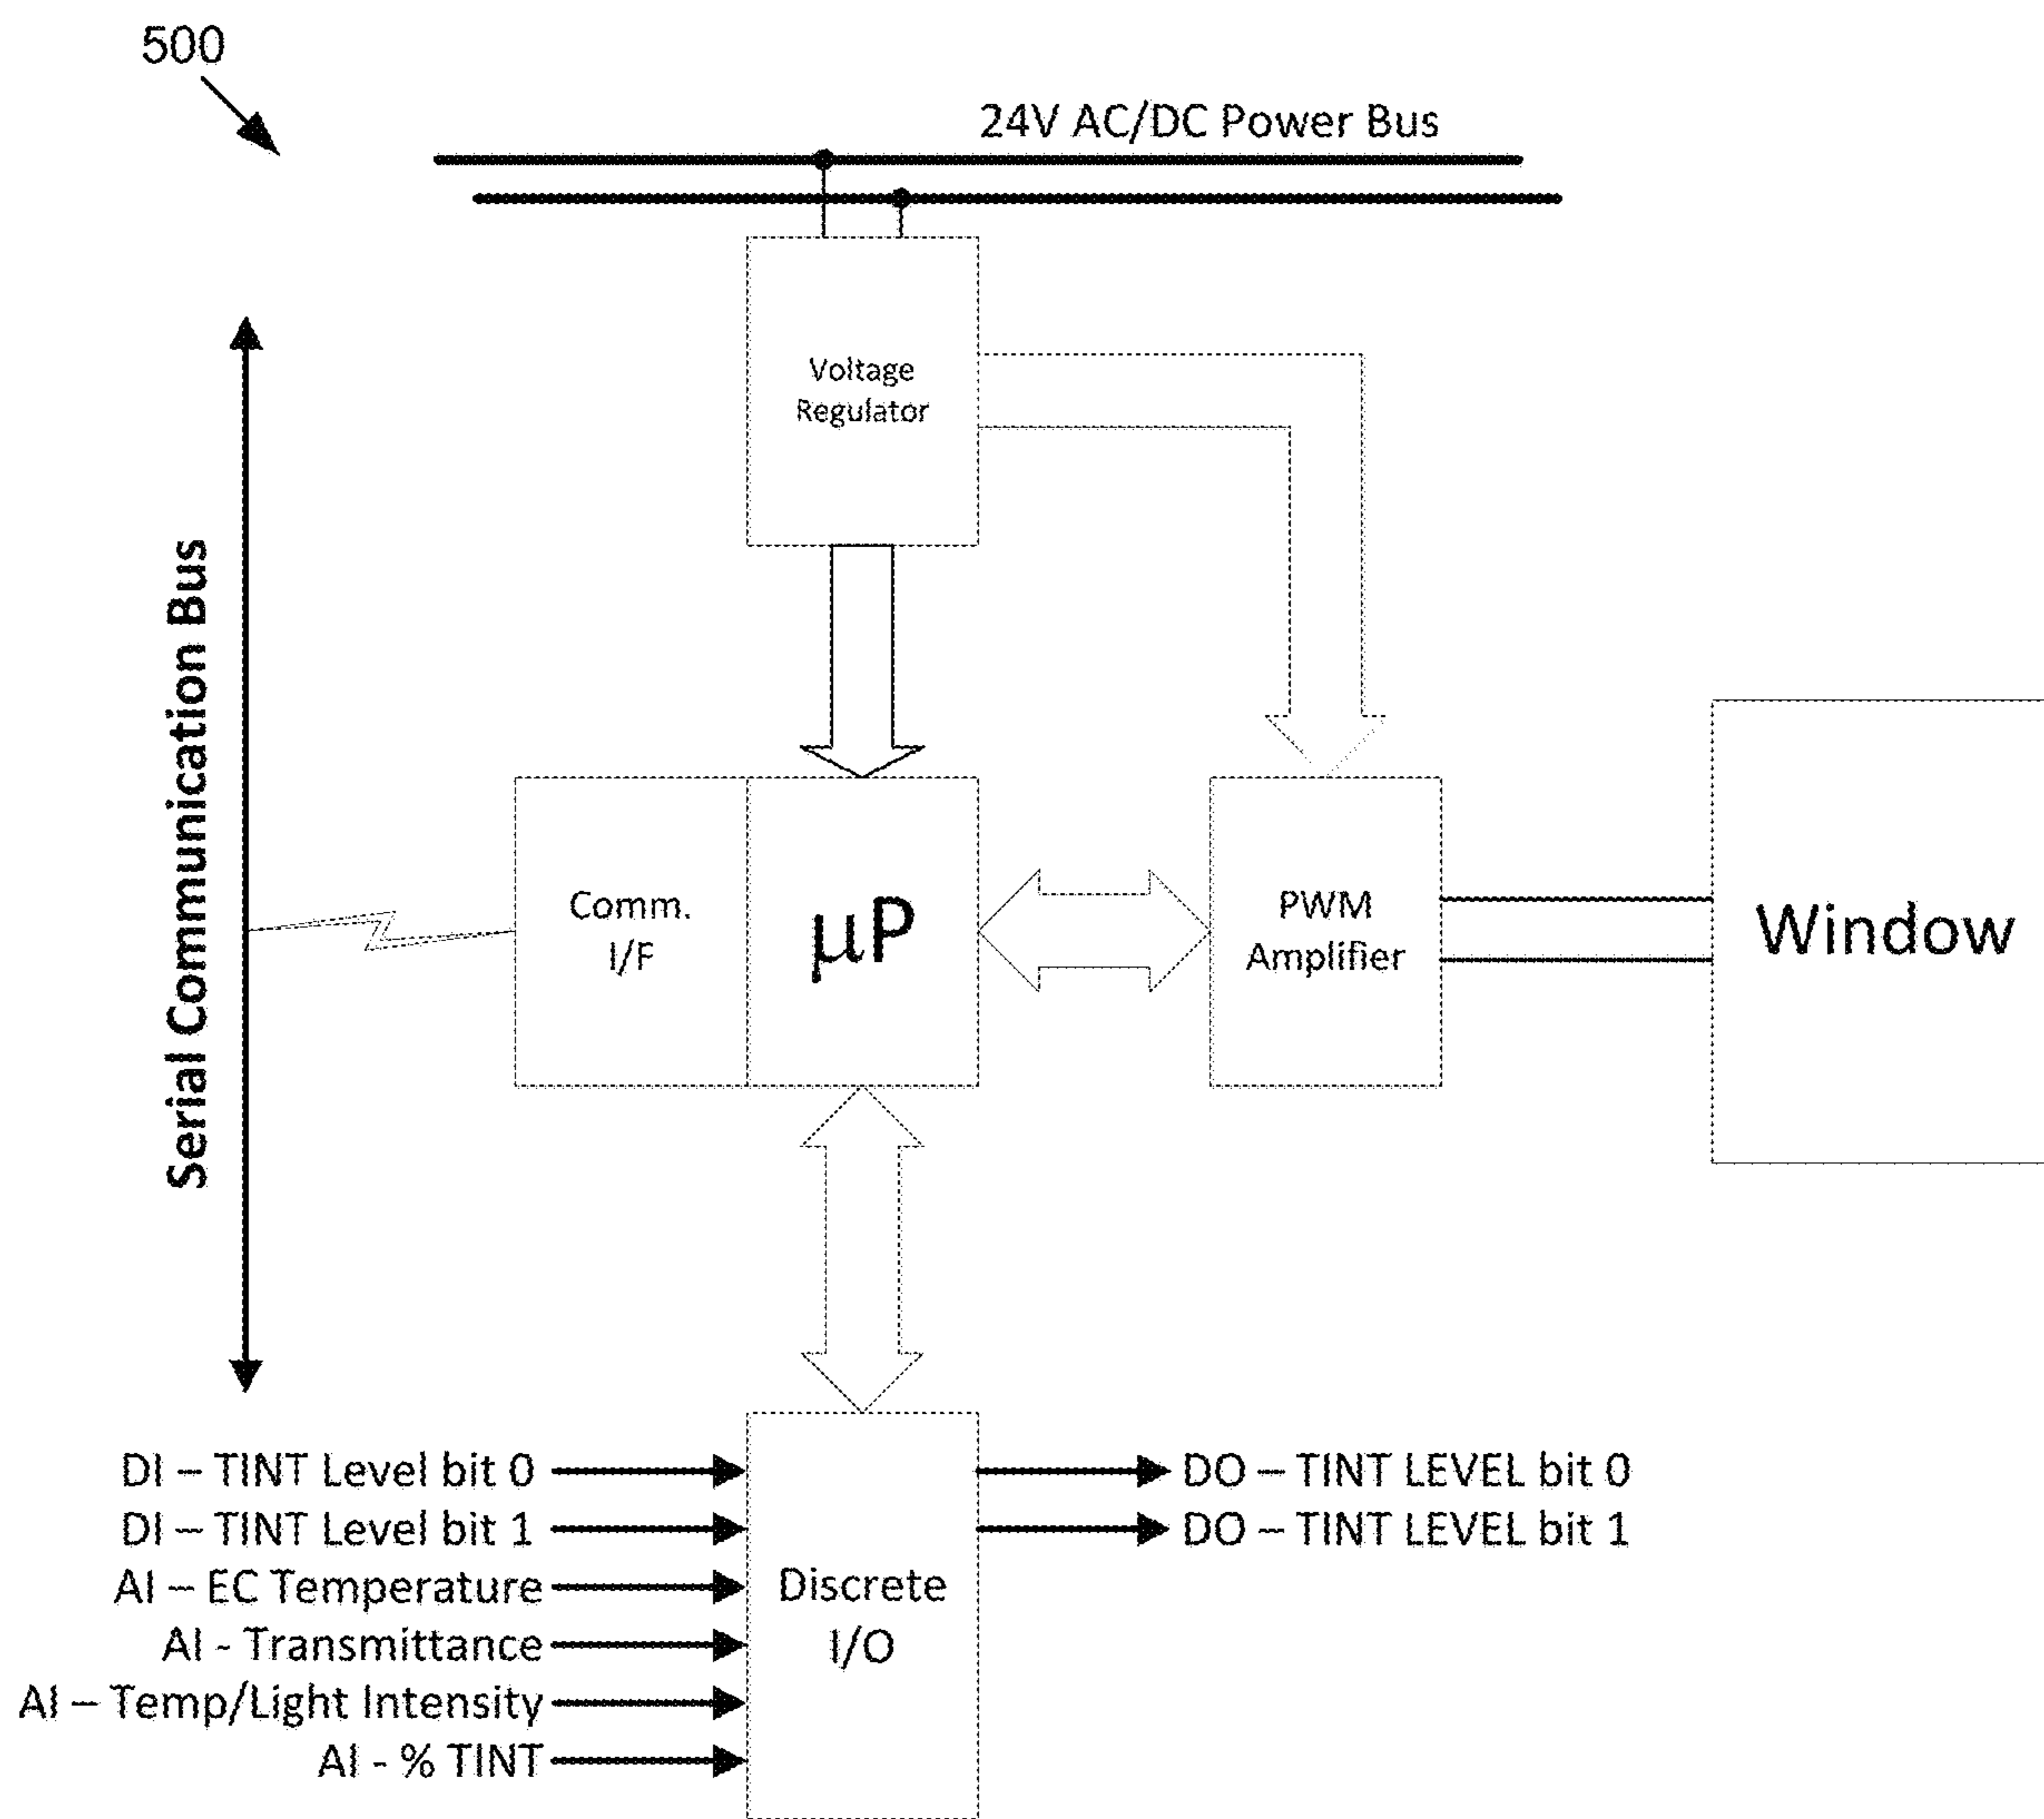 500
24V AC/DC Power Bus
Voltage
Regulator
Serial Communication Bus
Comm.
I/F
µP
PWM
Amplifier
Window
DI – TINT Level bit 0
DI – TINT Level bit 1
AI – EC Temperature
AI - Transmittance
AI – Temp/Light Intensity
AI - % TINT
Discrete
I/O
DO – TINT LEVEL bit 0
DO – TINT LEVEL bit 1